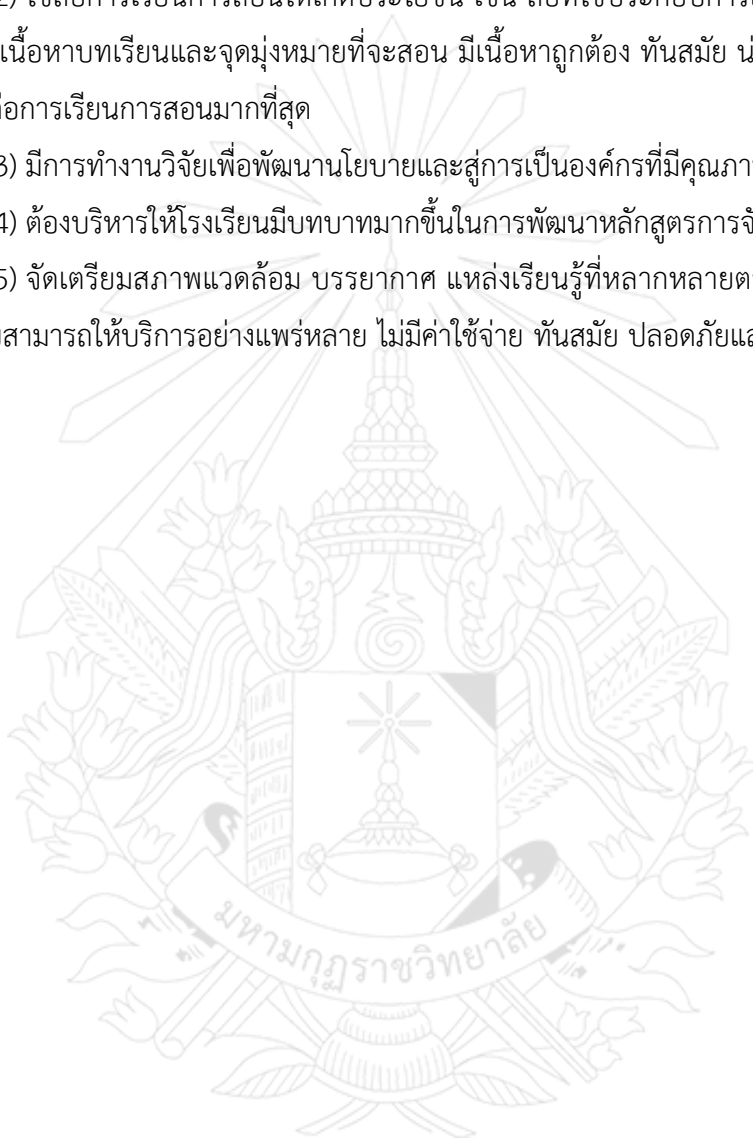 2) ใช้สื่อการเรียนการสอนให้เกิดประโยชน์ เช่น สื่อที่ใช้ประกอบการ
เนื้อหาบทเรียนและจุดมุ่งหมายที่จะสอน มีเนื้อหาถูกต้อง ทันสมัย
ต่อการเรียนการสอนมากที่สุด
3) มีการทำงานวิจัยเพื่อพัฒนานโยบายและสู่การเป็นองค์กรที่มีคุณภา
4) ต้องบริหารให้โรงเรียนมีบทบาทมากขึ้นในการพัฒนาหลักสูตรการจั
5) จัดเตรียมสภาพแวดล้อม บรรยากาศ แหล่งเรียนรู้ที่หลากหลายต
สามารถให้บริการอย่างแพร่หลาย ไม่มีค่าใช้จ่าย ทันสมัย ปลอดภัยแล
มหามกุฏราชวิทยาลัย